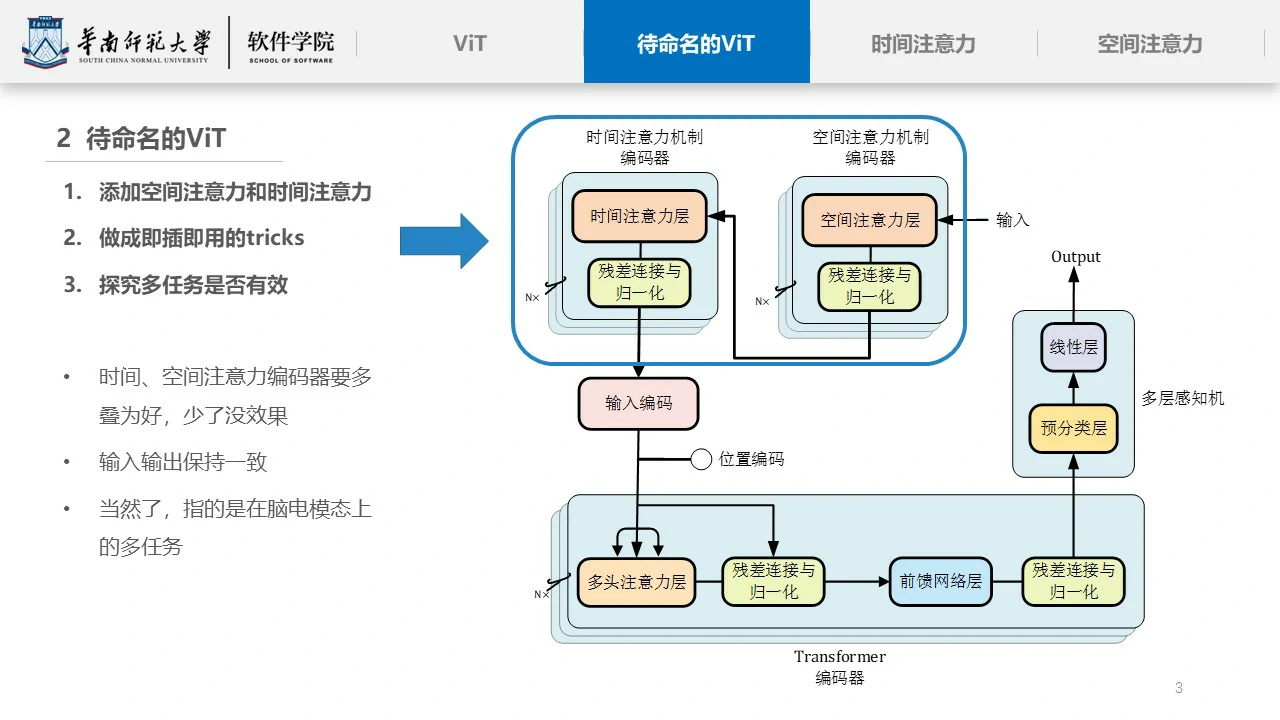 華南师范大学
SOUTH CHINA NORMAL UNIVERSITY
软件学院
SCHOOL OF SOFTWARE
ViT
待命名的ViT
时间注意力
空间注意力
2 待命名的ViT
1. 添加空间注意力和时间注意力
2. 做成即插即用的tricks
3. 探究多任务是否有效
• 时间、空间注意力编码器要多
叠为好，少了没效果
• 输入输出保持一致
• 当然了，指的是在脑电模态上
的多任务
时间注意力机制
编码器
时间注意力层
残差连接与
归一化
N×
空间注意力机制
编码器
空间注意力层
残差连接与
归一化
N×
输入
输入编码
位置编码
Output
线性层
预分类层
多层感知机
多头注意力层
残差连接与
归一化
前馈网络层
残差连接与
归一化
N×
Transformer
编码器
3